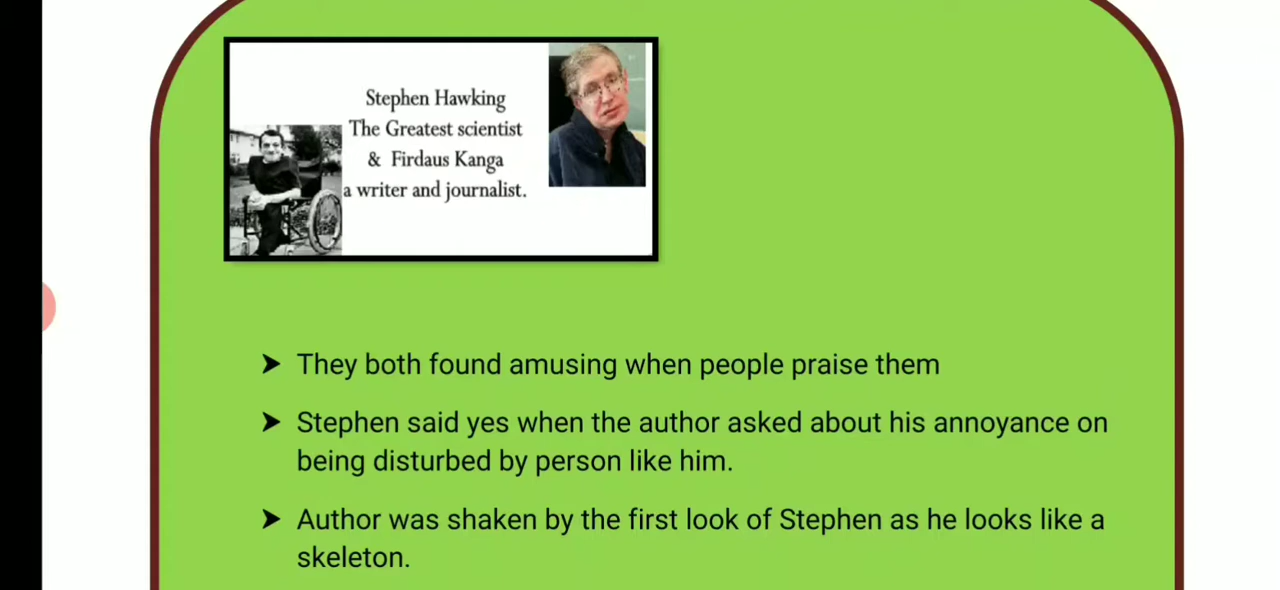 Stephen Hawking
The Greatest scientist
& Firdaus Kanga
a writer and journalist.
➤ They both found amusing when people praise them
➤ Stephen said yes when the author asked about his annoyance on
being disturbed by person like him.
➤ Author was shaken by the first look of Stephen as he looks like a
skeleton.